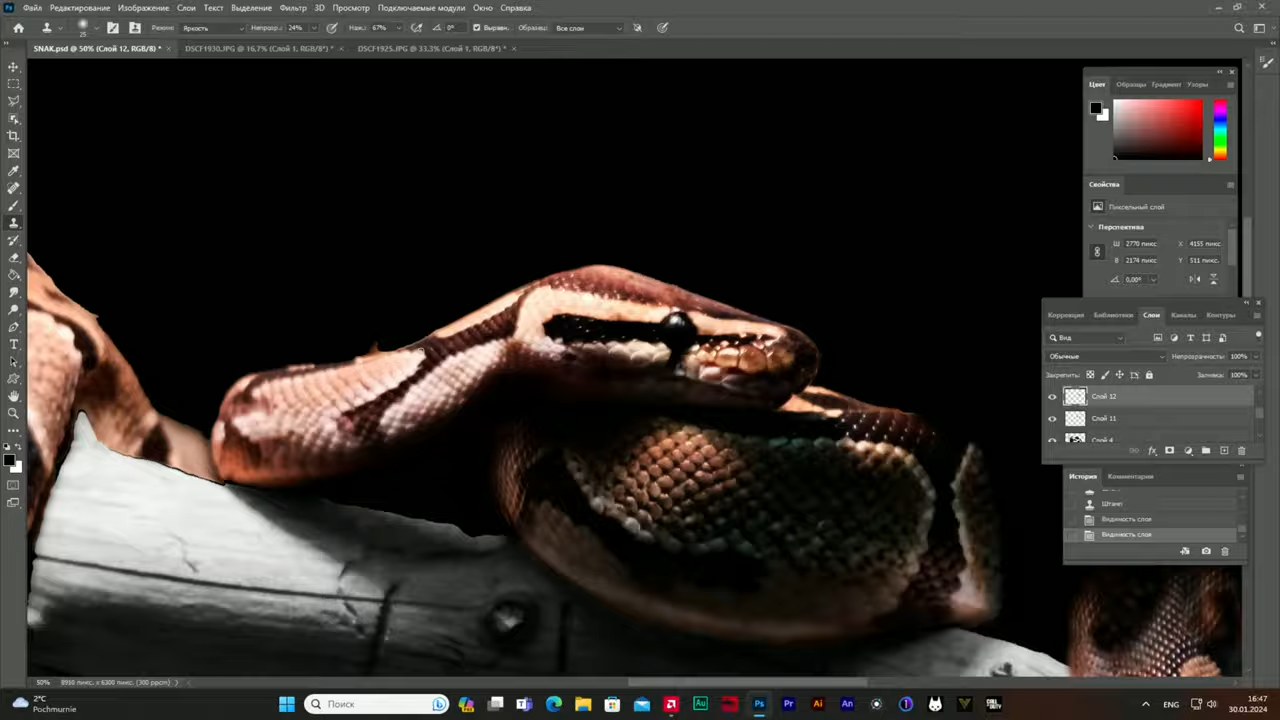 Файл Редактирование Изображение Слои Текст Выделение Фильтр 3D Просмотр Подключаемые модули Окно Справка
25 Режим: Яркость Непрозр.: 24% Наж.: 67% 0° Выравн. Образец: Все слои
SNAK.psd @ 50% (Слой 12, RGB/8) * × DSCF1930.JPG @ 16,7% (Слой 1, RGB/8*) * × DSCF1925.JPG @ 33,3% (Слой 1, RGB/8*) * ×
Цвет Образцы Градиент Узоры
Свойства
Пиксельный слой
Перспектива
Ш 2770 пикс X 4155 пикс
В 2174 пикс Y 511 пикс.
0,00°
Коррекция Библиотеки Слои Каналы Контуры
Вид
Обычные Непрозрачность: 100%
Закрепить: Заливка: 100%
Слой 12
Слой 11
Слой 4
История Комментарии
Штамп
Видимость слоя
Видимость слоя
50% 8910 пикс. x 6300 пикс. (300 ppcm)
2°C
Pochmurnie
Поиск
ENG
16:47
30.01.2024